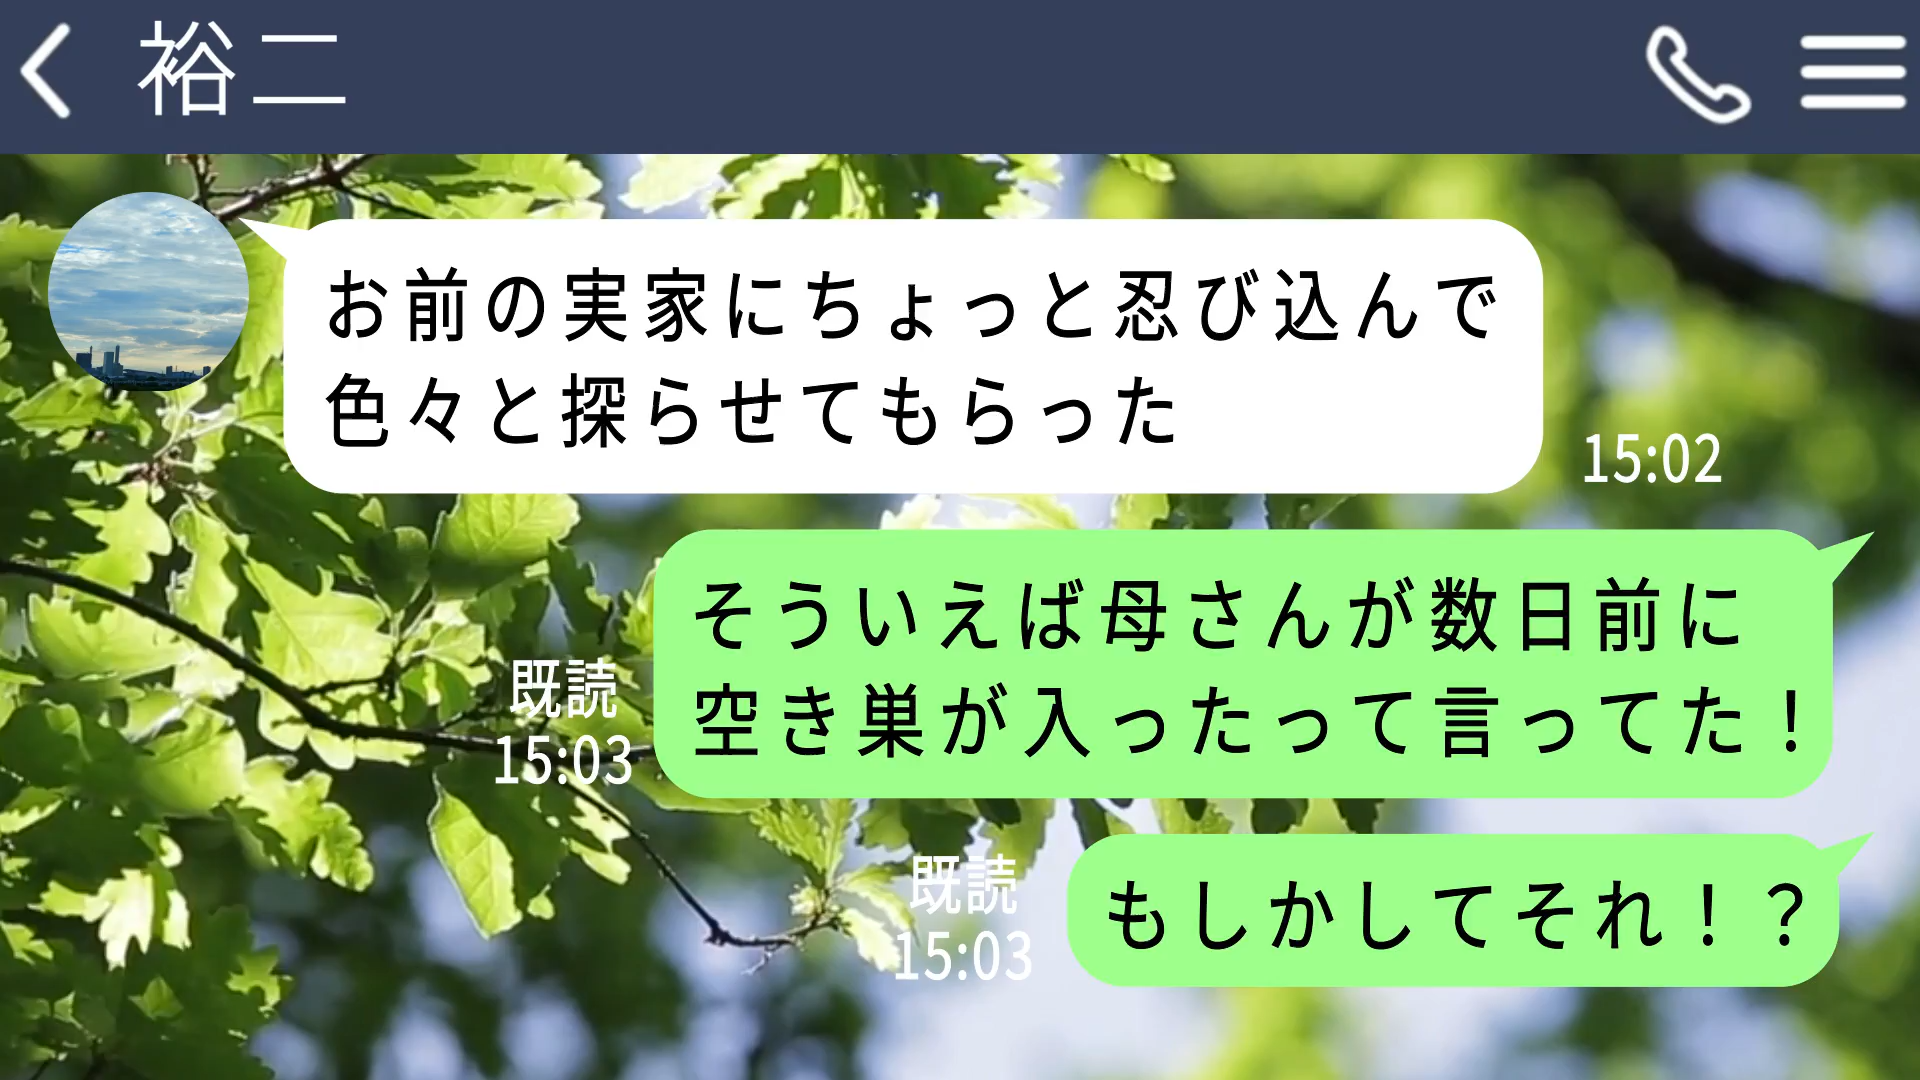 裕二
お前の実家にちょっと忍び込んで
色々と探らせてもらった
15:02
そういえば母さんが数日前に
空き巣が入ったって言ってた！
既読
15:03
もしかしてそれ！？
既読
15:03